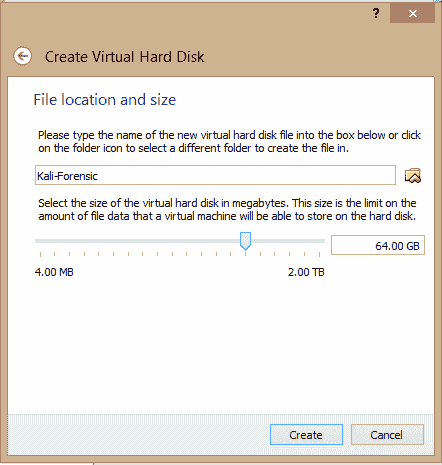 ?
Create Virtual Hard Disk
File location and size
Please type the name of the new virtual hard disk file into the box below or click
on the folder icon to select a different folder to create the file in.
Kali-Forensic
Select the size of the virtual hard disk in megabytes. This size is the limit on the
amount of file data that a virtual machine will be able to store on the hard disk.
64.00 GB
4.00 MB 2.00 TB
Create Cancel